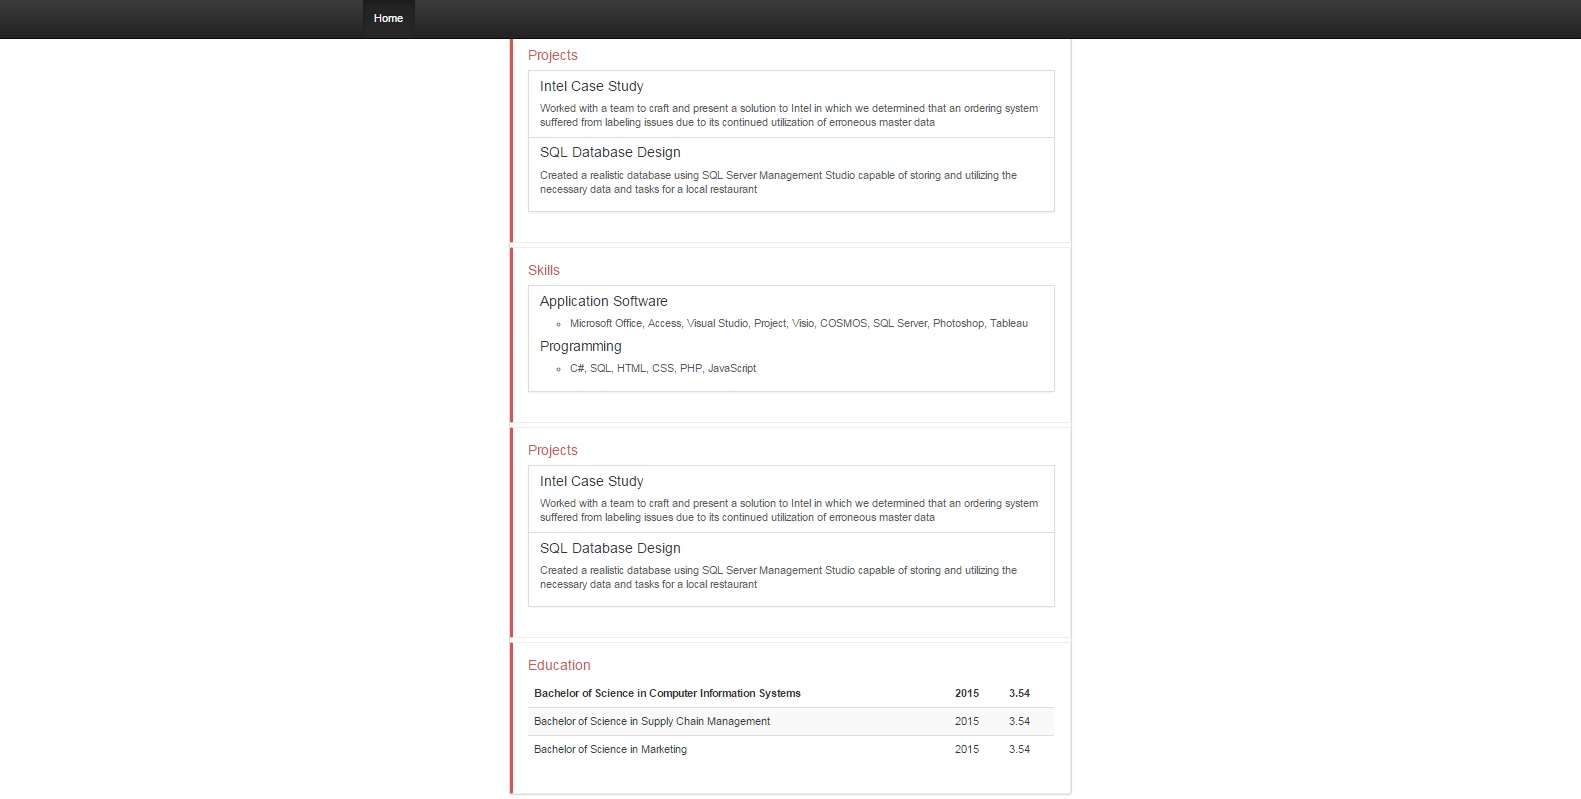 Home
Projects
Intel Case Study
Worked with a team to craft and present a solution to Intel in which we determined that an ordering system
suffered from labeling issues due to its continued utilization of erroneous master data
SQL Database Design
Created a realistic database using SQL Server Management Studio capable of storing and utilizing the
necessary data and tasks for a local restaurant
Skills
Application Software
Microsoft Office, Access, Visual Studio, Project, Visio, COSMOS, SQL Server, Photoshop, Tableau
Programming
C#, SQL, HTML, CSS, PHP, JavaScript
Projects
Intel Case Study
Worked with a team to craft and present a solution to Intel in which we determined that an ordering system
suffered from labeling issues due to its continued utilization of erroneous master data
SQL Database Design
Created a realistic database using SQL Server Management Studio capable of storing and utilizing the
necessary data and tasks for a local restaurant
Education
Bachelor of Science in Computer Information Systems 2015 3.54
Bachelor of Science in Supply Chain Management 2015 3.54
Bachelor of Science in Marketing 2015 3.54